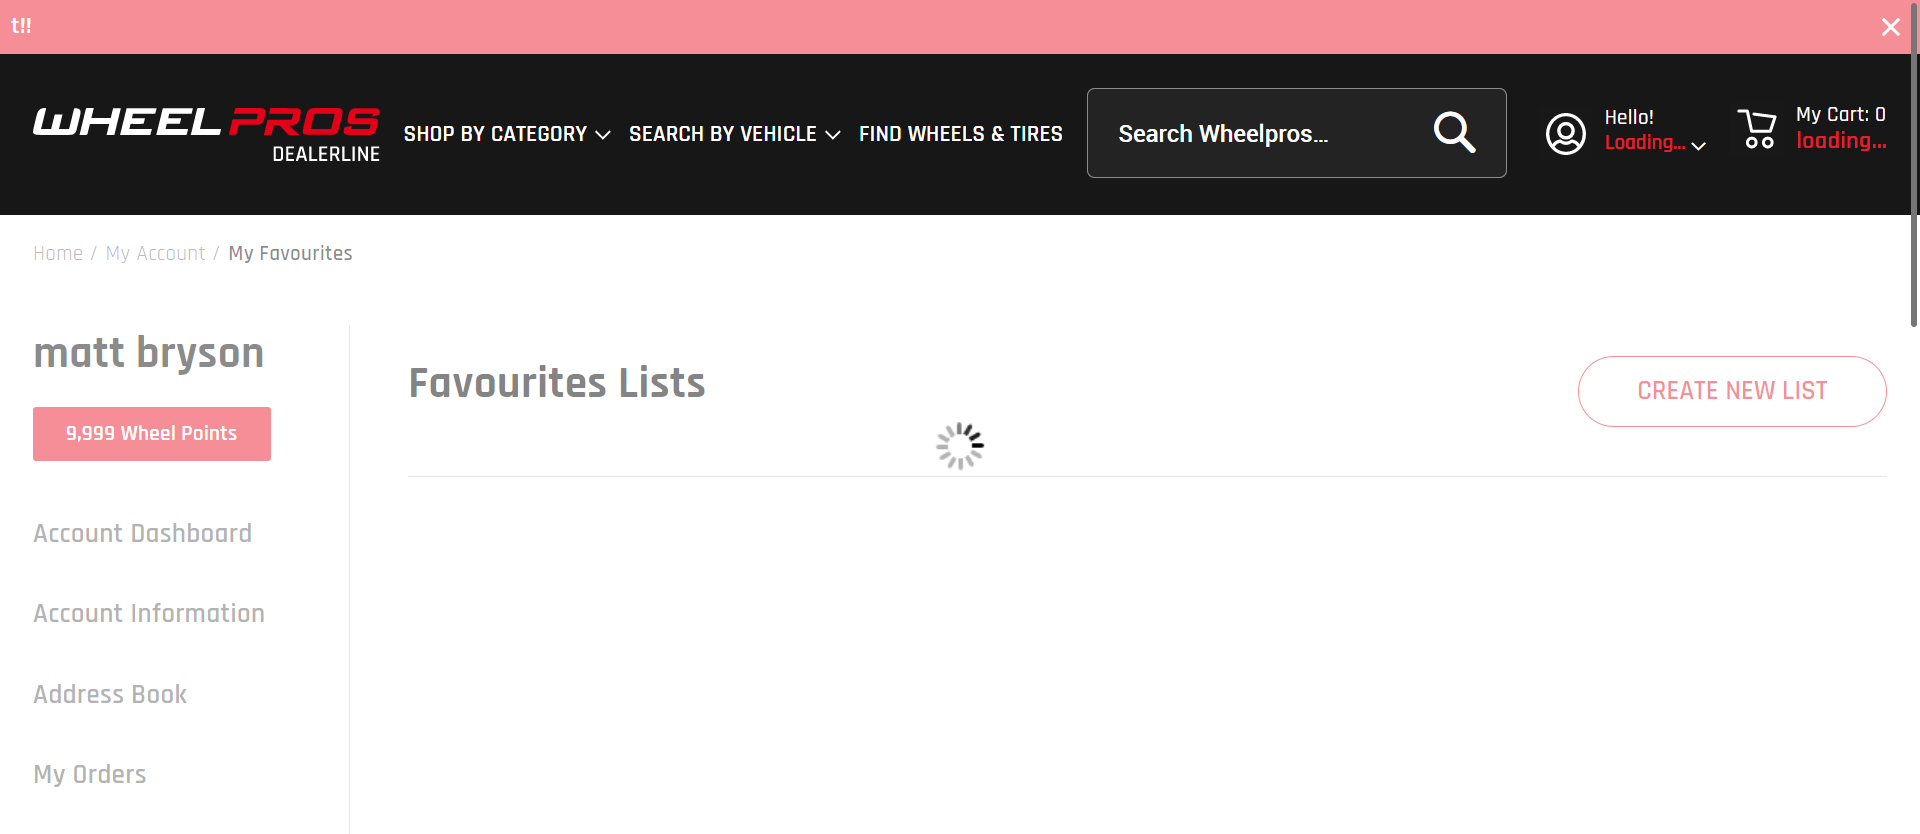 t!!
WHEEL PROS
DEALERLINE
SHOP BY CATEGORY
SEARCH BY VEHICLE
FIND WHEELS & TIRES
Search Wheelpros...
Hello!
Loading...
My Cart: 0
loading...
Home / My Account / My Favourites
matt bryson
9,999 Wheel Points
Account Dashboard
Account Information
Address Book
My Orders
Favourites Lists
CREATE NEW LIST